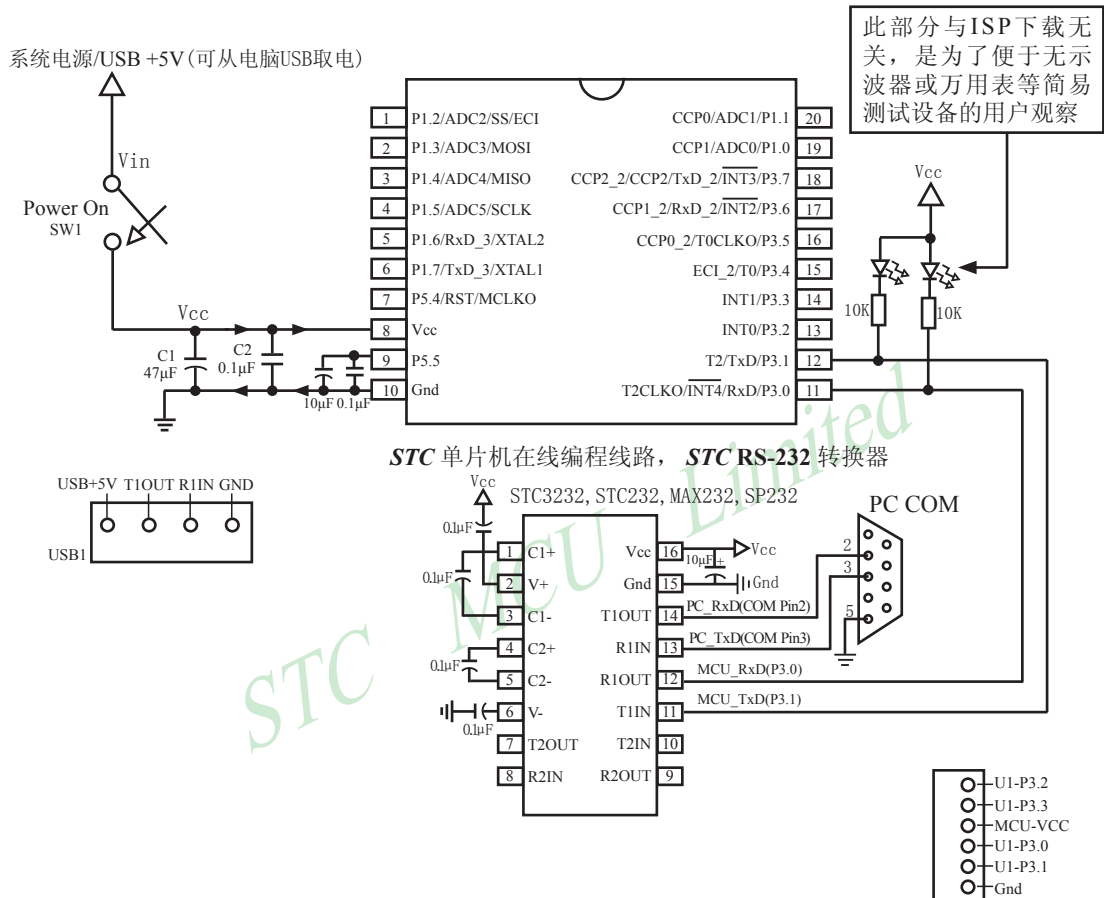 系统电源/USB +5V(可从电脑USB取电)
此部分与ISP下载无
关，是为了便于无示
波器或万用表等简易
测试设备的用户观察
Vin
Power On
SW1
Vcc
C1
47μF
C2
0.1μF
10μF 0.1μF
1 P1.2/ADC2/SS/ECI
2 P1.3/ADC3/MOSI
3 P1.4/ADC4/MISO
4 P1.5/ADC5/SCLK
5 P1.6/RxD_3/XTAL2
6 P1.7/TxD_3/XTAL1
7 P5.4/RST/MCLKO
8 Vcc
9 P5.5
10 Gnd
CCP0/ADC1/P1.1 20
CCP1/ADC0/P1.0 19
CCP2_2/CCP2/TxD_2/INT3/P3.7 18
CCP1_2/RxD_2/INT2/P3.6 17
CCP0_2/T0CLKO/P3.5 16
ECI_2/T0/P3.4 15
INT1/P3.3 14
INT0/P3.2 13
T2/TxD/P3.1 12
T2CLKO/INT4/RxD/P3.0 11
Vcc
10K
10K
STC 单片机在线编程线路， STC RS-232 转换器
STC3232,STC232,MAX232,SP232
USB+5V T1OUT R1IN GND
USB1
Vcc
0.1μF
0.1μF
0.1μF
0.1μF
1 C1+
2 V+
3 C1-
4 C2+
5 C2-
6 V-
7 T2OUT
8 R2IN
Vcc 16
Gnd 15
T1OUT 14
R1IN 13
R1OUT 12
T1IN 11
T2IN 10
R2OUT 9
Vcc
10μF +
Gnd
PC_RxD(COM Pin2)
PC_TxD(COM Pin3)
MCU_RxD(P3.0)
MCU_TxD(P3.1)
PC COM
2
3
5
U1-P3.2
U1-P3.3
MCU-VCC
U1-P3.0
U1-P3.1
Gnd
STC MCU Limited